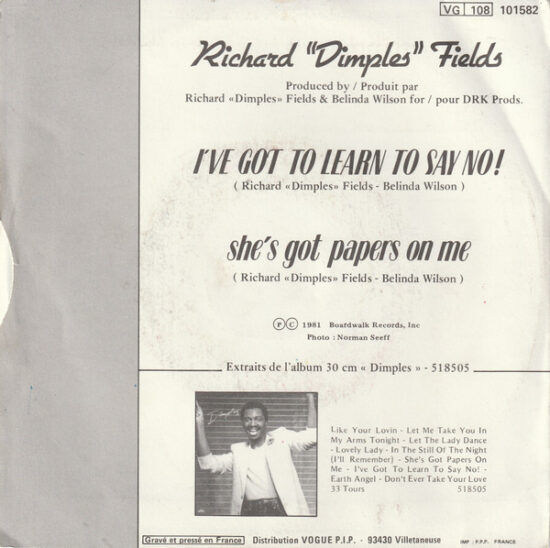 VG 108 101582
Richard "Dimples" Fields
Produced by / Produit par
Richard «Dimples» Fields & Belinda Wilson for / pour DRK Prods.
I'VE GOT TO LEARN TO SAY NO!
( Richard «Dimples» Fields - Belinda Wilson )
she's got papers on me
( Richard «Dimples» Fields - Belinda Wilson )
Ⓟ Ⓒ 1981 Boardwalk Records, Inc
Photo : Norman Seeff
Extraits de l'album 30 cm « Dimples » - 518505
Dimples
Like Your Lovin - Let Me Take You In
My Arms Tonight - Let The Lady Dance
- Lovely Lady - In The Still Of The Night
(I'll Remember) - She's Got Papers On
Me - I've Got To Learn To Say No! -
Earth Angel - Don't Ever Take Your Love
33 Tours 518505
Gravé et pressé en France Distribution VOGUE P.I.P. - 93430 Villetaneuse IMP : P.P.P. FRANCE